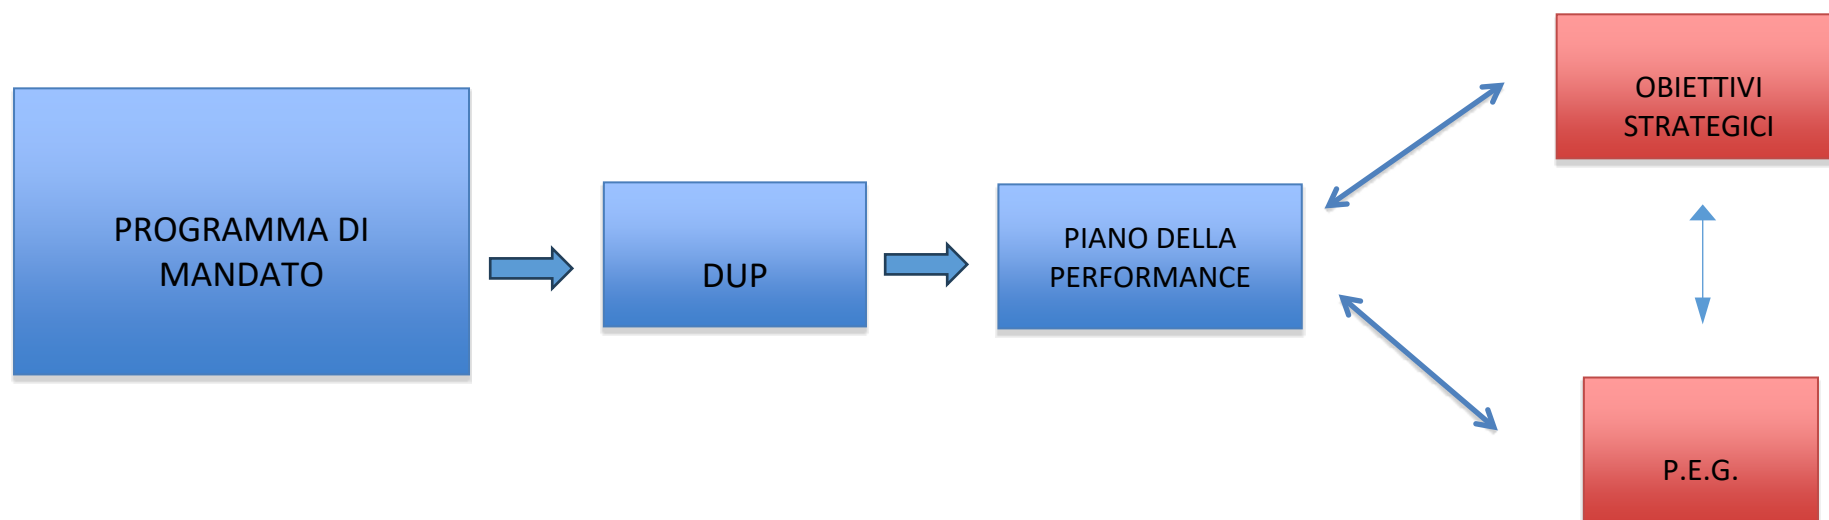 PROGRAMMA DI
MANDATO
DUP
PIANO DELLA
PERFORMANCE
OBIETTIVI
STRATEGICI
P.E.G.